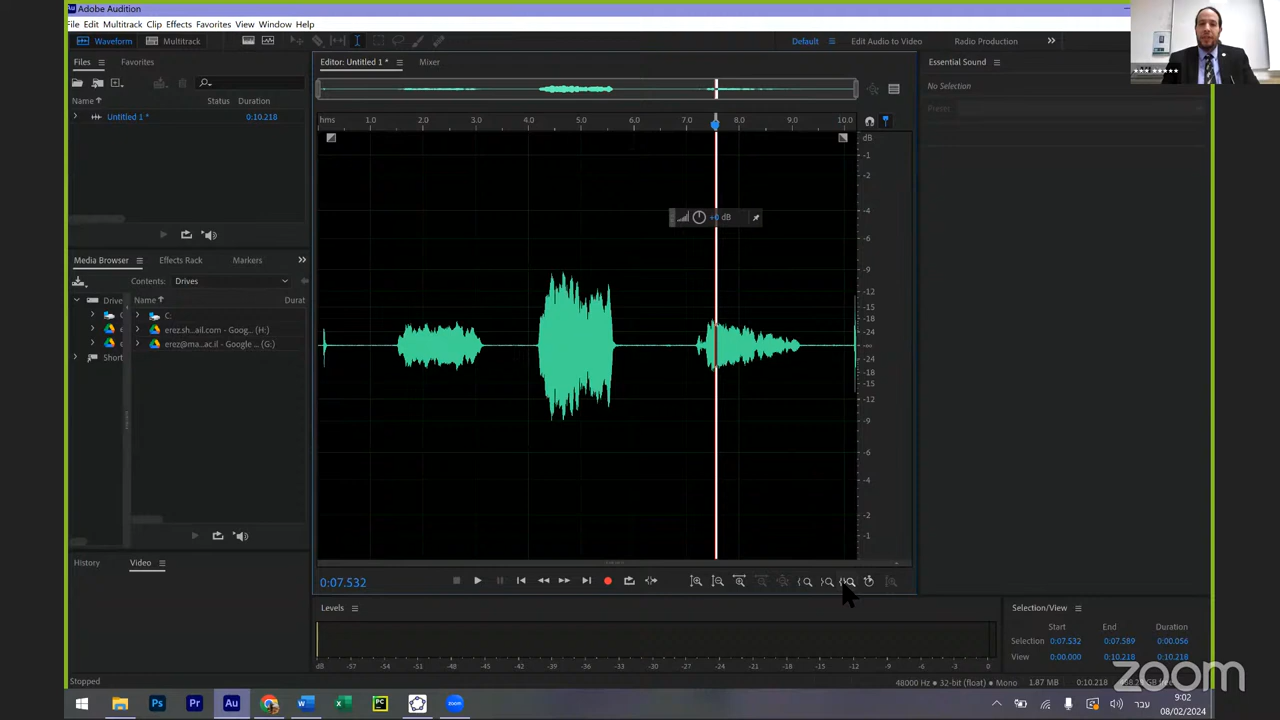 Adobe Audition
File Edit Multitrack Clip Effects Favorites View Window Help
Waveform Multitrack Default Edit Audio to Video Radio Production
Files Favorites Editor: Untitled 1 * Mixer Essential Sound
No Selection
Name Status Duration
Preset
Untitled 1 * 0:10.218
hms 1.0 2.0 3.0 4.0 5.0 6.0 7.0 8.0 9.0 10.0
dB
-1
-2
-4
-6
-9
-12
-15
-18
-24
-∞
-24
-18
-15
-12
-9
-6
-4
-2
-1
+0 dB
Media Browser Effects Rack Markers
Contents: Drives
Drive Name Durat
C:
erez.sh...ail.com - Goog... (H:)
erez@ma...ac.il - Google ... (G:)
Short
History Video
0:07.532
Levels
dB -57 -54 -51 -48 -45 -42 -39 -36 -33 -30 -27 -24 -21 -18 -15 -12 -9 -6 -3 0
Selection/View
Start End Duration
Selection 0:07.532 0:07.589 0:00.056
View 0:00.000 0:10.218 0:10.218
Stopped
48000 Hz 32-bit (float) Mono 1.87 MB 0:10.218
zoom
Ps Pr Au
עבר
9:02
08/02/2024